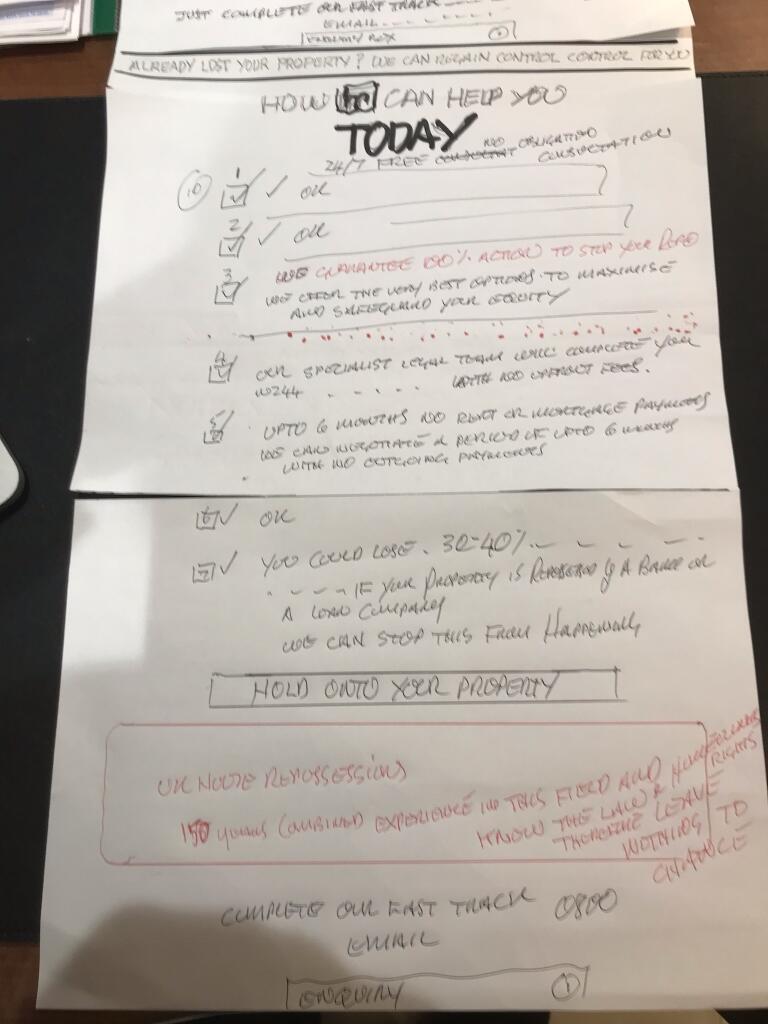 JUST COMPLETE OUR FAST TRACK
EMAIL
ENQUIRY BOX
ALREADY LOST YOUR PROPERTY? WE CAN REGAIN CONTROL CONTROL FOR YOU
HOW CAN HELP YOU
TODAY
NO OBLIGATION
24/7 FREE CONSULTATION
10 1 OK
2 OK
WE GUARANTEE 100% ACTION TO STOP YOUR REPO
3 WE OFFER THE VERY BEST OPTIONS TO MAXIMISE
AND SAFEGUARD YOUR EQUITY
4 OUR SPECIALIST LEGAL TEAM WILL COMPLETE YOUR
N244 . . . . . WITH NO UPFRONT FEES.
5 UPTO 6 MONTHS NO RENT OR MORTGAGE PAYMENTS
WE CAN NEGOTIATE A PERIOD OF UPTO 6 MONTHS
WITH NO OUTGOING PAYMENTS
6 OK
7 YOU COULD LOSE. 30-40%
IF YOUR PROPERTY IS REPOSSESSED BY A BANK OR
A LOAN COMPANY
WE CAN STOP THIS FROM HAPPENING
HOLD ONTO YOUR PROPERTY
UK HOUSE REPOSSESSIONS
150 YEARS COMBINED EXPERIENCE IN THIS FIELD AND
KNOW THE LAW & HOMEOWNERS RIGHTS
THEREFORE LEAVE
NOTHING TO
CHANCE
COMPLETE OUR FAST TRACK 0800
EMAIL
ENQUIRY 1